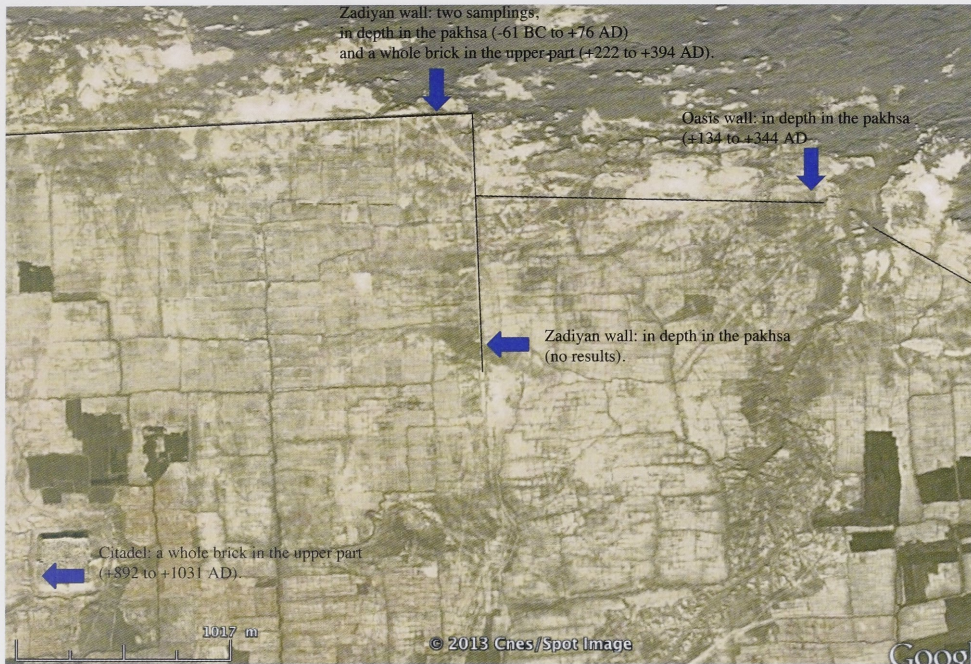 Zadiyan wall: two samplings,
in depth in the pakhsa (-61 BC to +76 AD)
and a whole brick in the upper part (+222 to +394 AD).
Oasis wall: in depth in the pakhsa
(+134 to +344 AD
Zadiyan wall: in depth in the pakhsa
(no results).
Citadel: a whole brick in the upper part
(+892 to +1031 AD).
1017 m
© 2013 Cnes/Spot Image
Goog